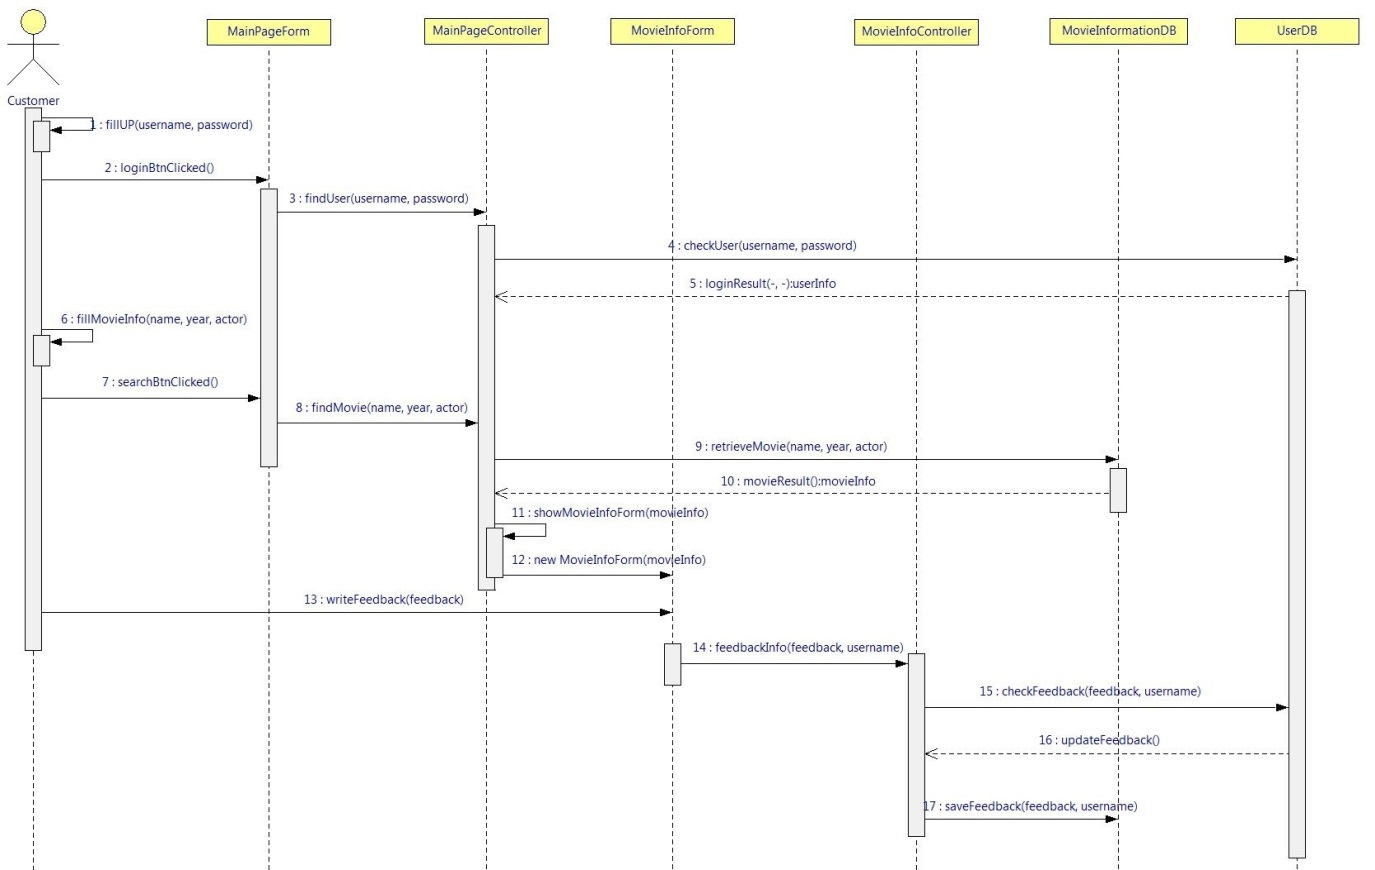 MainPageForm
MainPageController
MovieInfoForm
MovieInfoController
MovieInformationDB
UserDB
Customer
1 : fillUP(username, password)
2 : loginBtnClicked()
3 : findUser(username, password)
4 : checkUser(username, password)
5 : loginResult(-, -):userInfo
6 : fillMovieInfo(name, year, actor)
7 : searchBtnClicked()
8 : findMovie(name, year, actor)
9 : retrieveMovie(name, year, actor)
10 : movieResult():movieInfo
11 : showMovieInfoForm(movieInfo)
12 : new MovieInfoForm(movieInfo)
13 : writeFeedback(feedback)
14 : feedbackInfo(feedback, username)
15 : checkFeedback(feedback, username)
16 : updateFeedback()
17 : saveFeedback(feedback, username)